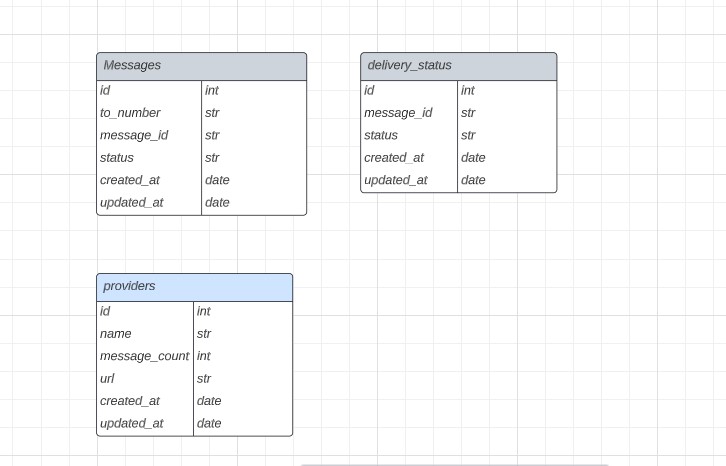 Messages
id int
to_number str
message_id str
status str
created_at date
updated_at date
delivery_status
id int
message_id str
status str
created_at date
updated_at date
providers
id int
name str
message_count int
url str
created_at date
updated_at date